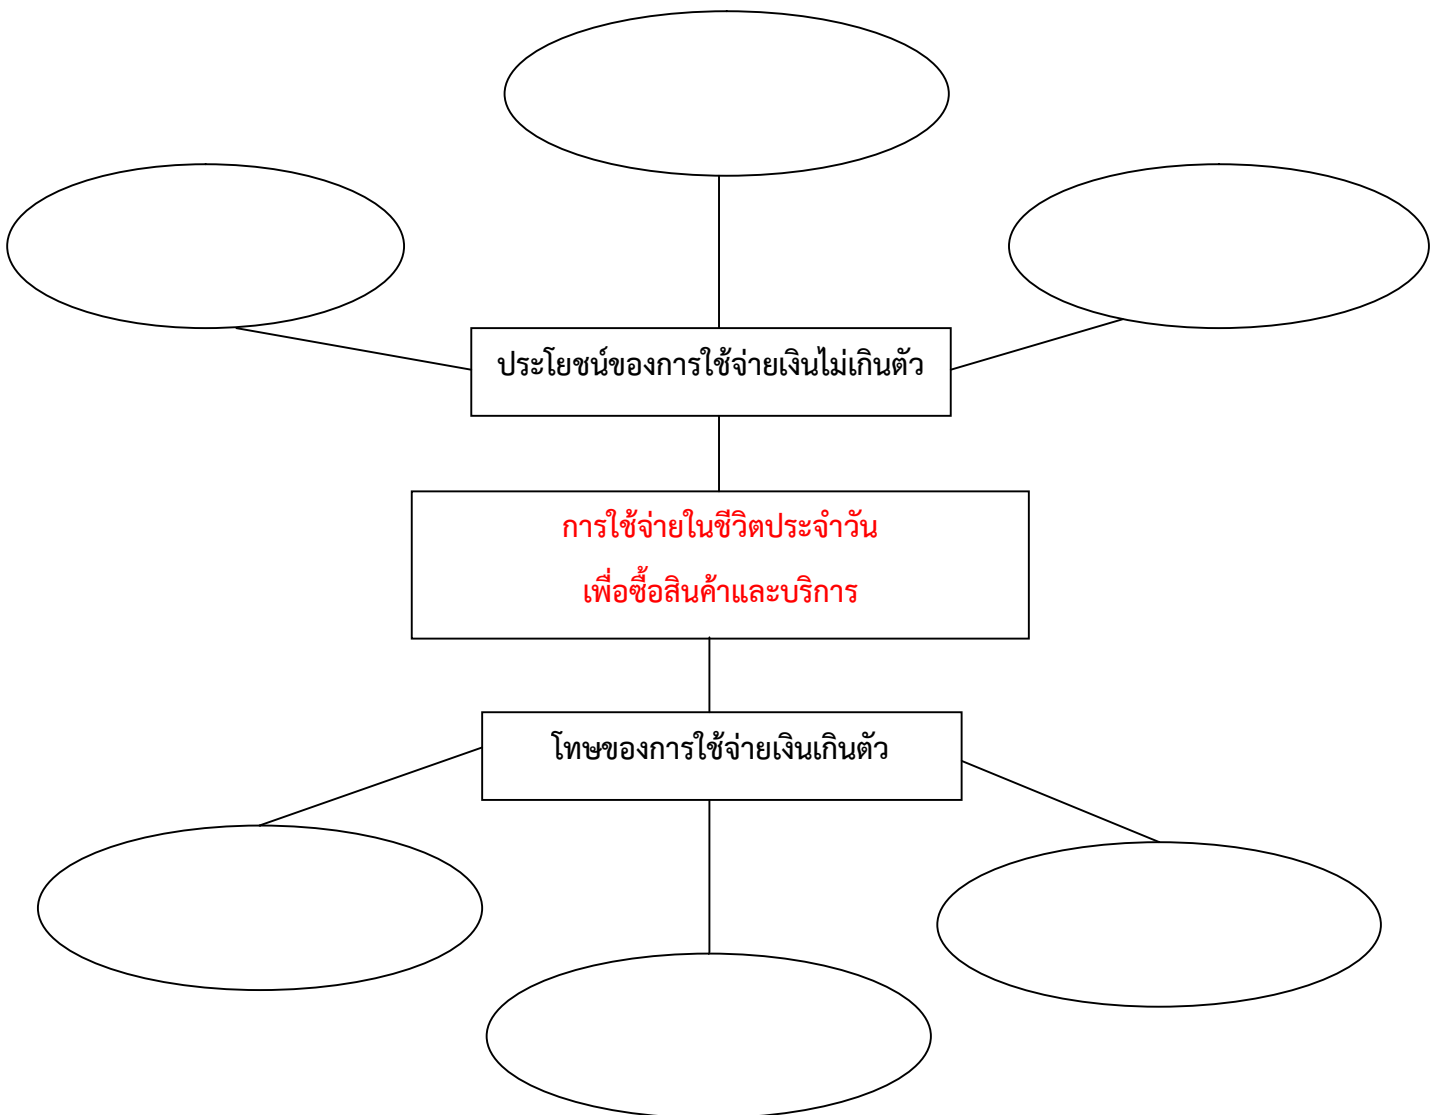 ประโยชน์ของการใช้จ่ายเงินไม่เกินตัว
การใช้จ่ายในชีวิตประจำวัน
เพื่อซื้อสินค้าและบริการ
โทษของการใช้จ่ายเงินเกินตัว